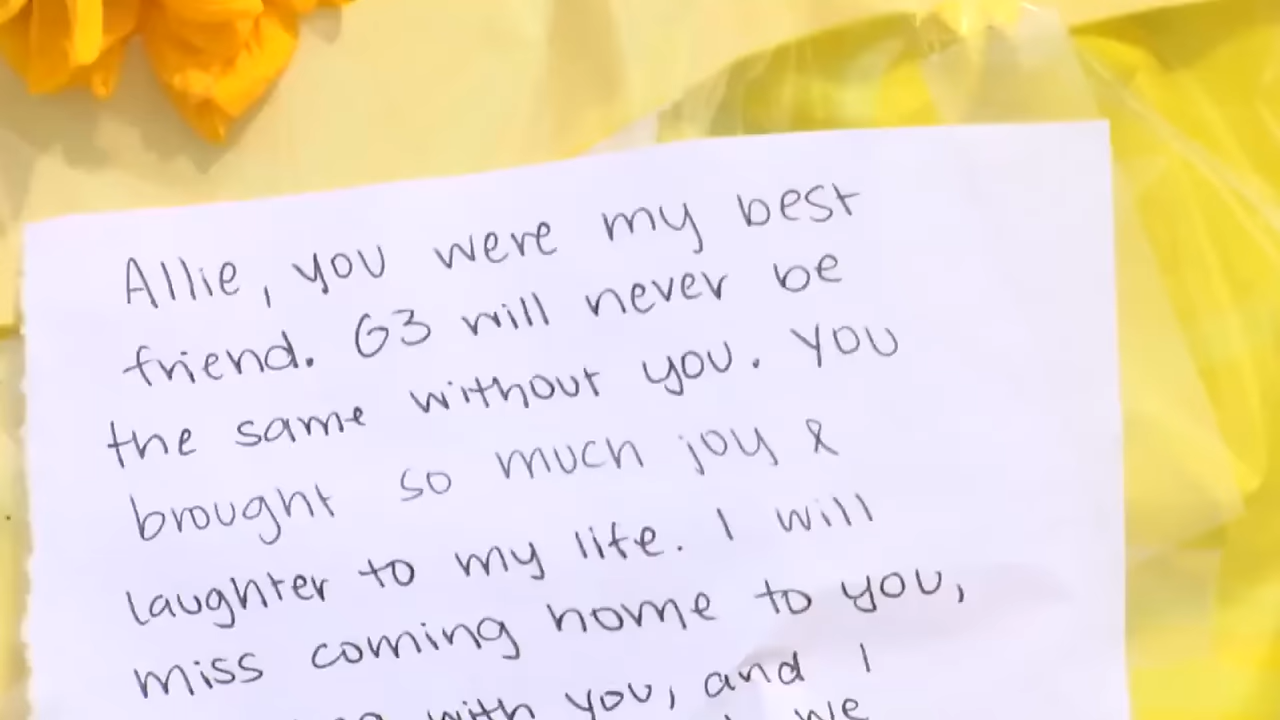 Allie, you were my best
friend. G3 will never be
the same without you. You
brought so much joy &
laughter to my life. I will
miss coming home to you,
with you, and I
we